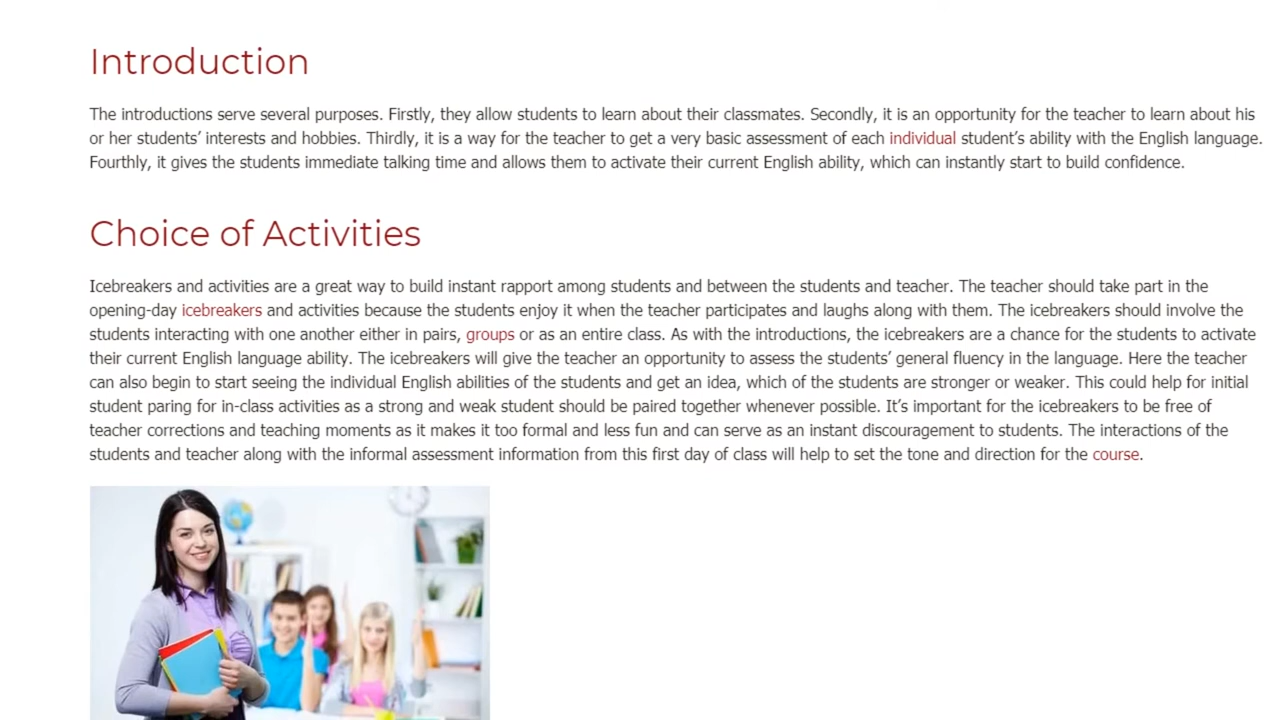 Introduction
The introductions serve several purposes. Firstly, they allow students to learn about their classmates. Secondly, it is an opportunity for the teacher to learn about his
or her students’ interests and hobbies. Thirdly, it is a way for the teacher to get a very basic assessment of each individual student’s ability with the English language.
Fourthly, it gives the students immediate talking time and allows them to activate their current English ability, which can instantly start to build confidence.
Choice of Activities
Icebreakers and activities are a great way to build instant rapport among students and between the students and teacher. The teacher should take part in the
opening-day icebreakers and activities because the students enjoy it when the teacher participates and laughs along with them. The icebreakers should involve the
students interacting with one another either in pairs, groups or as an entire class. As with the introductions, the icebreakers are a chance for the students to activate
their current English language ability. The icebreakers will give the teacher an opportunity to assess the students’ general fluency in the language. Here the teacher
can also begin to start seeing the individual English abilities of the students and get an idea, which of the students are stronger or weaker. This could help for initial
student paring for in-class activities as a strong and weak student should be paired together whenever possible. It’s important for the icebreakers to be free of
teacher corrections and teaching moments as it makes it too formal and less fun and can serve as an instant discouragement to students. The interactions of the
students and teacher along with the informal assessment information from this first day of class will help to set the tone and direction for the course.